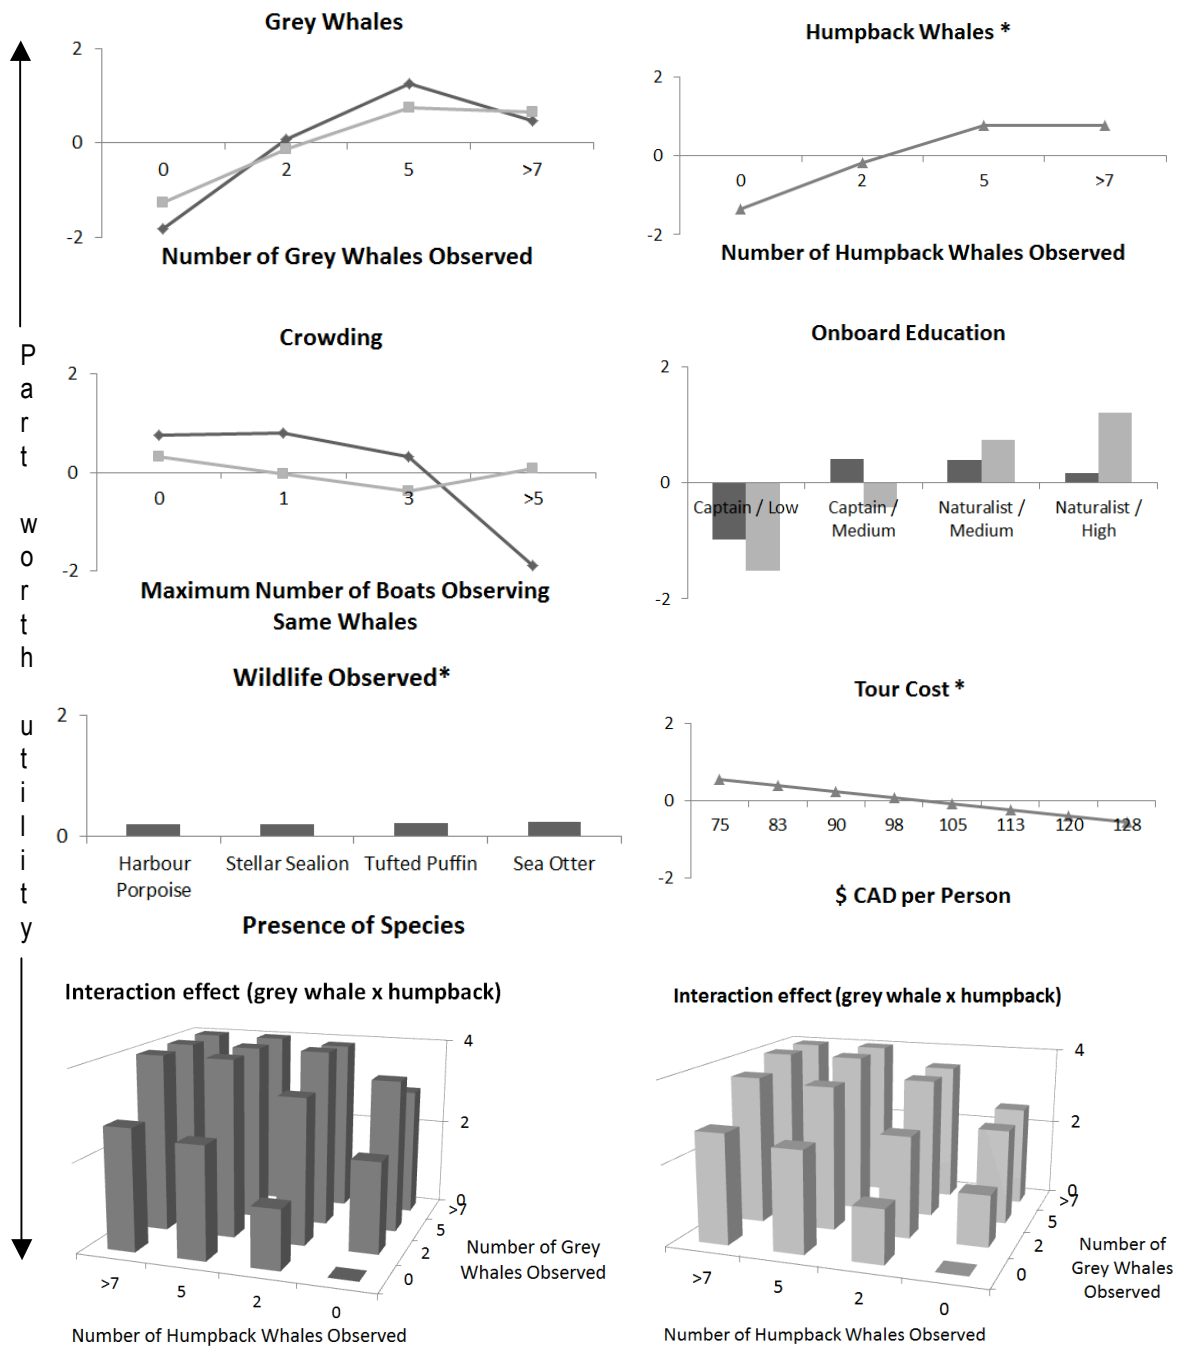 Part worth utility
Grey Whales
2
0
-2
0 2 5 >7
Number of Grey Whales Observed
Humpback Whales *
2
0
-2
0 2 5 >7
Number of Humpback Whales Observed
Crowding
2
0
-2
0 1 3 >5
Maximum Number of Boats Observing
Same Whales
Onboard Education
2
0
-2
Captain / Low Captain / Naturalist / Naturalist /
Medium Medium High
Wildlife Observed*
2
0
Harbour Stellar Sealion Tufted Puffin Sea Otter
Porpoise
Presence of Species
Tour Cost *
2
0
-2
75 83 90 98 105 113 120 128
$ CAD per Person
Interaction effect (grey whale x humpback)
4
2
0
>7
5
2
0
Number of Grey
Whales Observed
>7 5 2 0
Number of Humpback Whales Observed
Interaction effect (grey whale x humpback)
4
2
0
>7
5
2
0
Number of
Grey Whales
Observed
>7 5 2 0
Number of Humpback Whales Observed